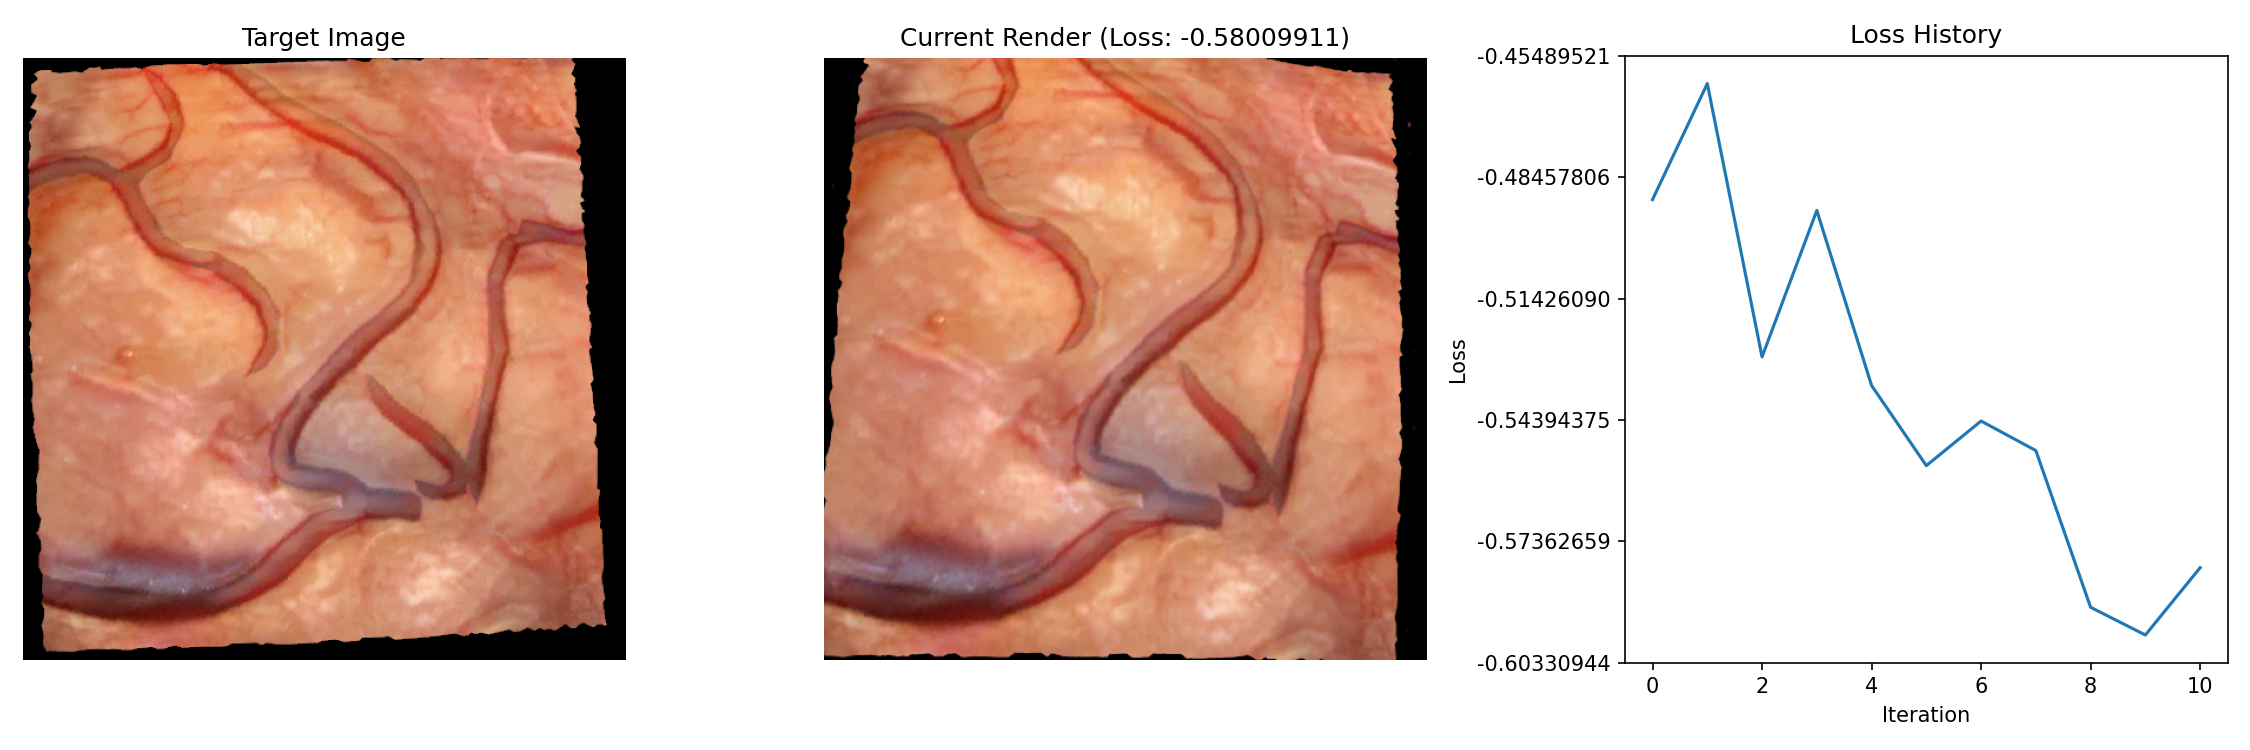 Target Image
Current Render (Loss: -0.58009911)
Loss History
-0.45489521
-0.48457806
-0.51426090
-0.54394375
-0.57362659
-0.60330944
Loss
0 2 4 6 8 10
Iteration